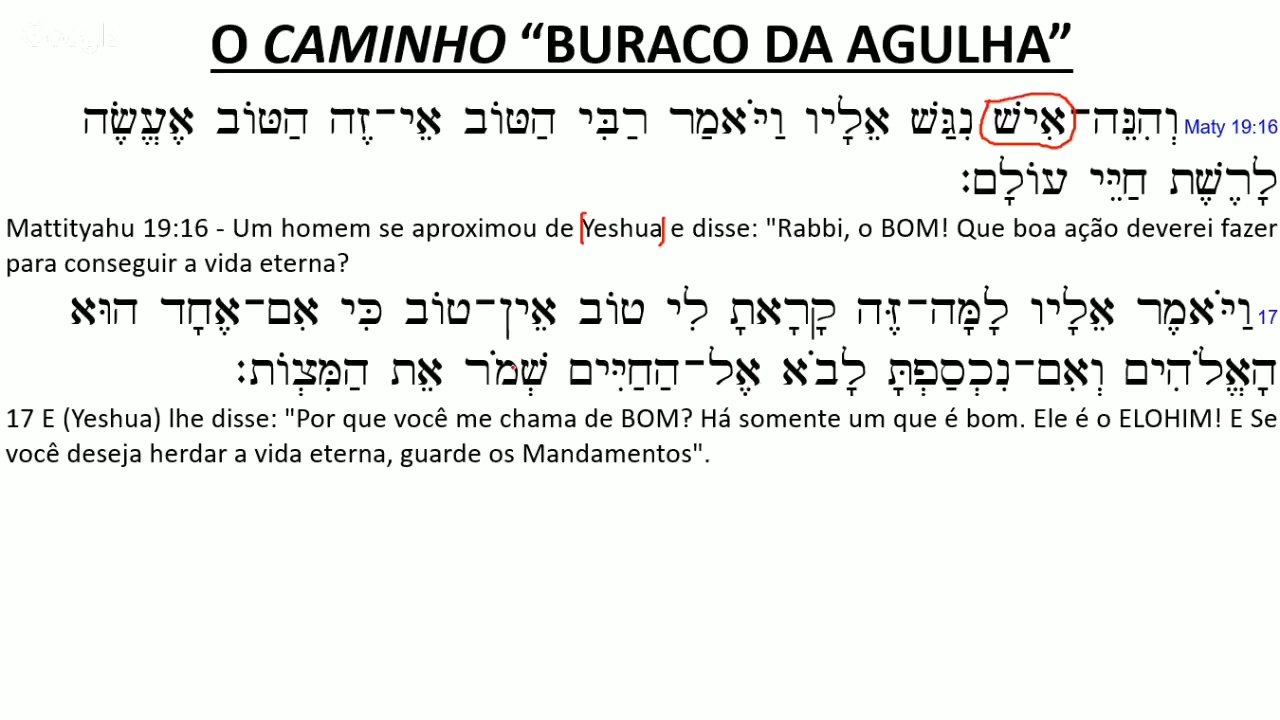 O CAMINHO “BURACO DA AGULHA”
Maty 19:16 וְהִנֵּה־אִישׁ נִגַּשׁ אֵלָיו וַיֹּאמַר רַבִּי הַטּוֹב אֵי־זֶה הַטּוֹב אֶעֱשֶׂה
לָרֶשֶׁת חַיֵּי עוֹלָם׃
Mattityahu 19:16 - Um homem se aproximou de Yeshua e disse: "Rabbi, o BOM! Que boa ação deverei fazer
para conseguir a vida eterna?
17 וַיֹּאמֶר אֵלָיו לָמָּה־זֶּה קָרָאתָ לִי טוֹב אֵין־טוֹב כִּי אִם־אֶחָד הוּא
הָאֱלֹהִים וְאִם־נִכְסַפְתָּ לָבֹא אֶל־הַחַיִּים שְׁמֹר אֵת הַמִּצְוֹת׃
17 E (Yeshua) lhe disse: "Por que você me chama de BOM? Há somente um que é bom. Ele é o ELOHIM! E Se
você deseja herdar a vida eterna, guarde os Mandamentos".